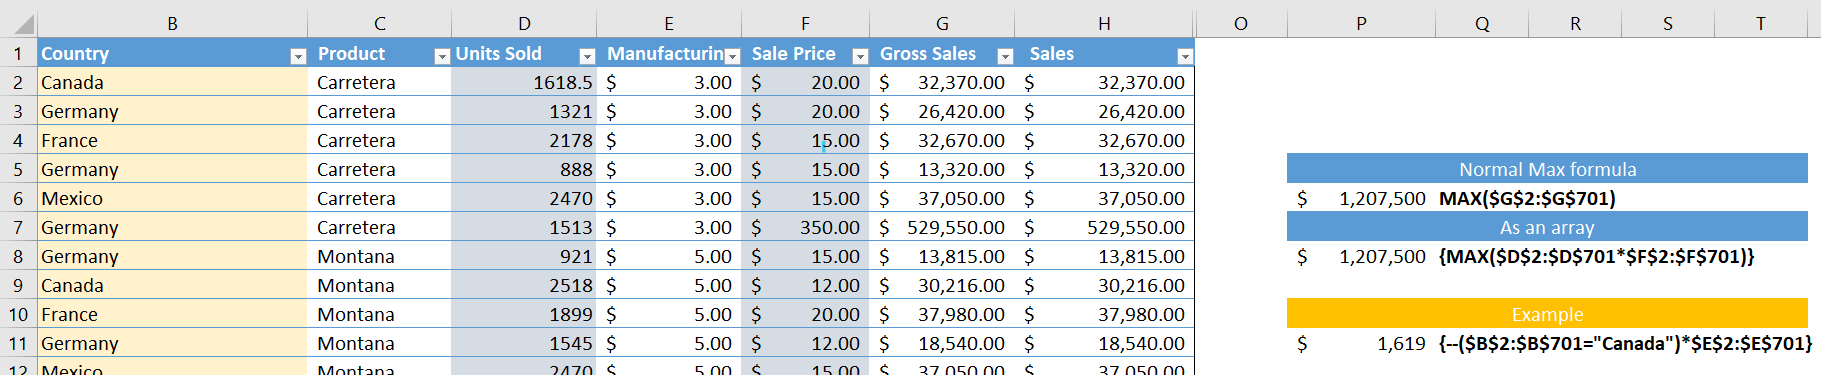 B C D E F G H O P Q R S T
1 Country Product Units Sold Manufacturin Sale Price Gross Sales Sales
2 Canada Carretera 1618.5 $ 3.00 $ 20.00 $ 32,370.00 $ 32,370.00
3 Germany Carretera 1321 $ 3.00 $ 20.00 $ 26,420.00 $ 26,420.00
4 France Carretera 2178 $ 3.00 $ 15.00 $ 32,670.00 $ 32,670.00
5 Germany Carretera 888 $ 3.00 $ 15.00 $ 13,320.00 $ 13,320.00 Normal Max formula
6 Mexico Carretera 2470 $ 3.00 $ 15.00 $ 37,050.00 $ 37,050.00 $ 1,207,500 MAX($G$2:$G$701)
7 Germany Carretera 1513 $ 3.00 $ 350.00 $ 529,550.00 $ 529,550.00 As an array
8 Germany Montana 921 $ 5.00 $ 15.00 $ 13,815.00 $ 13,815.00 $ 1,207,500 {MAX($D$2:$D$701*$F$2:$F$701)}
9 Canada Montana 2518 $ 5.00 $ 12.00 $ 30,216.00 $ 30,216.00
10 France Montana 1899 $ 5.00 $ 20.00 $ 37,980.00 $ 37,980.00 Example
11 Germany Montana 1545 $ 5.00 $ 12.00 $ 18,540.00 $ 18,540.00 $ 1,619 {--($B$2:$B$701="Canada")*$E$2:$E$701}
12 Mexico Montana 2470 $ 5.00 $ 15.00 $ 37,050.00 $ 37,050.00